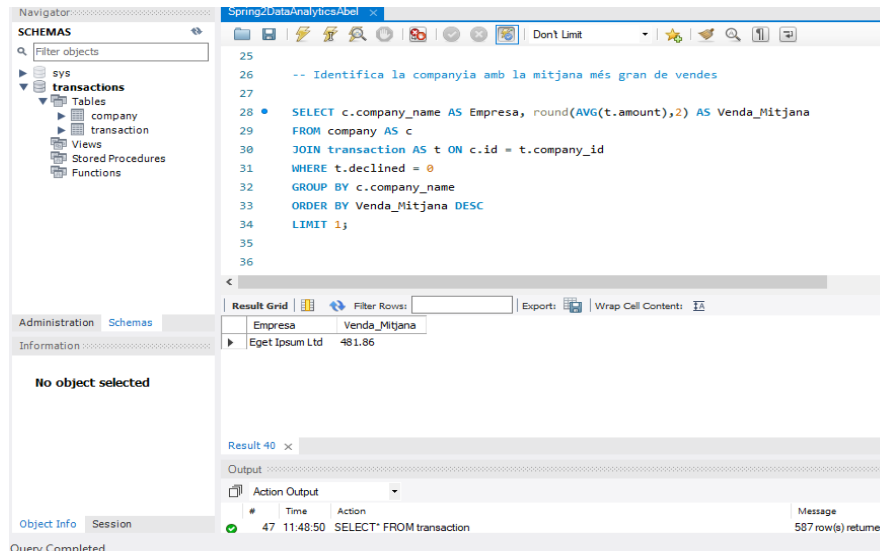 Navigator
Spring2DataAnalyticsAbel
SCHEMAS
Filter objects
Don't Limit
sys
transactions
Tables
company
transaction
Views
Stored Procedures
Functions
25
26 -- Identifica la companyia amb la mitjana més gran de vendes
27
28 SELECT c.company_name AS Empresa, round(AVG(t.amount),2) AS Venda_Mitjana
29 FROM company AS c
30 JOIN transaction AS t ON c.id = t.company_id
31 WHERE t.declined = 0
32 GROUP BY c.company_name
33 ORDER BY Venda_Mitjana DESC
34 LIMIT 1;
35
36
Result Grid Filter Rows: Export: Wrap Cell Content: IA
Administration Schemas
Empresa Venda_Mitjana
Eget Ipsum Ltd 481.86
Information
No object selected
Result 40
Output
Action Output
# Time Action Message
47 11:48:50 SELECT* FROM transaction 587 row(s) returne
Object Info Session
Query Completed